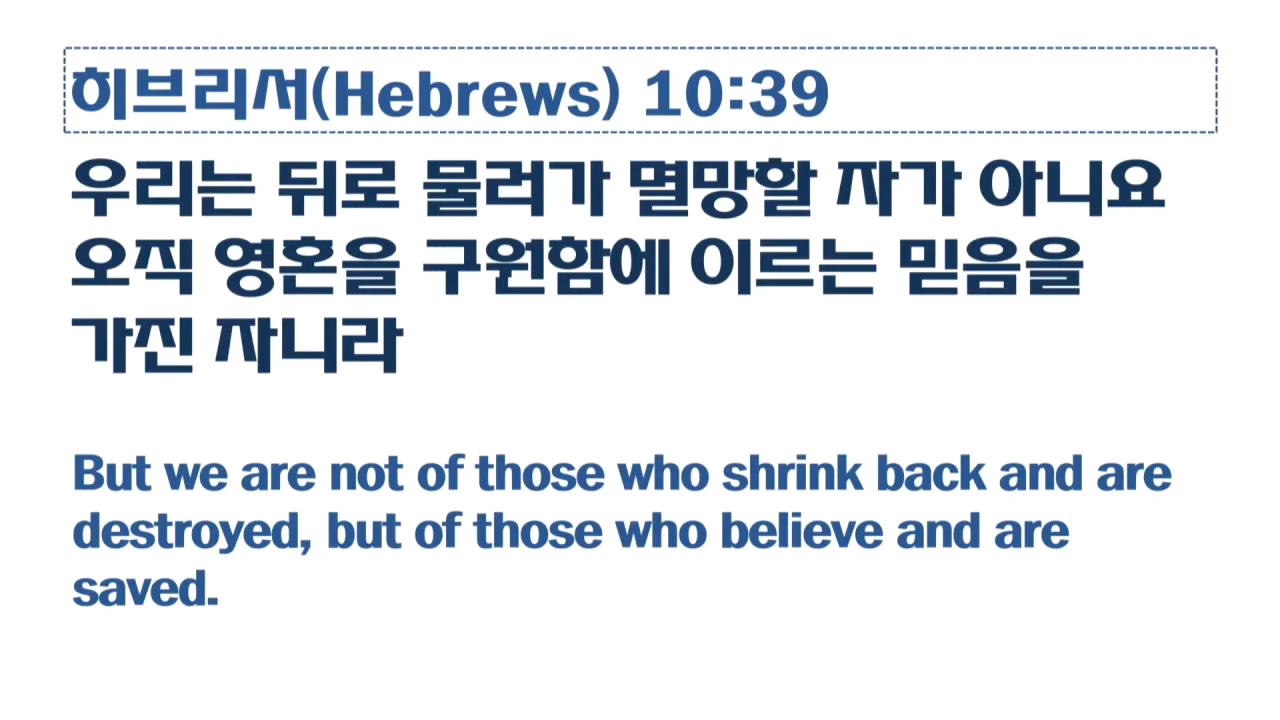 히브리서(Hebrews) 10:39
우리는 뒤로 물러가 멸망할 자가 아니요
오직 영혼을 구원함에 이르는 믿음을
가진 자니라
But we are not of those who shrink back and are
destroyed, but of those who believe and are
saved.